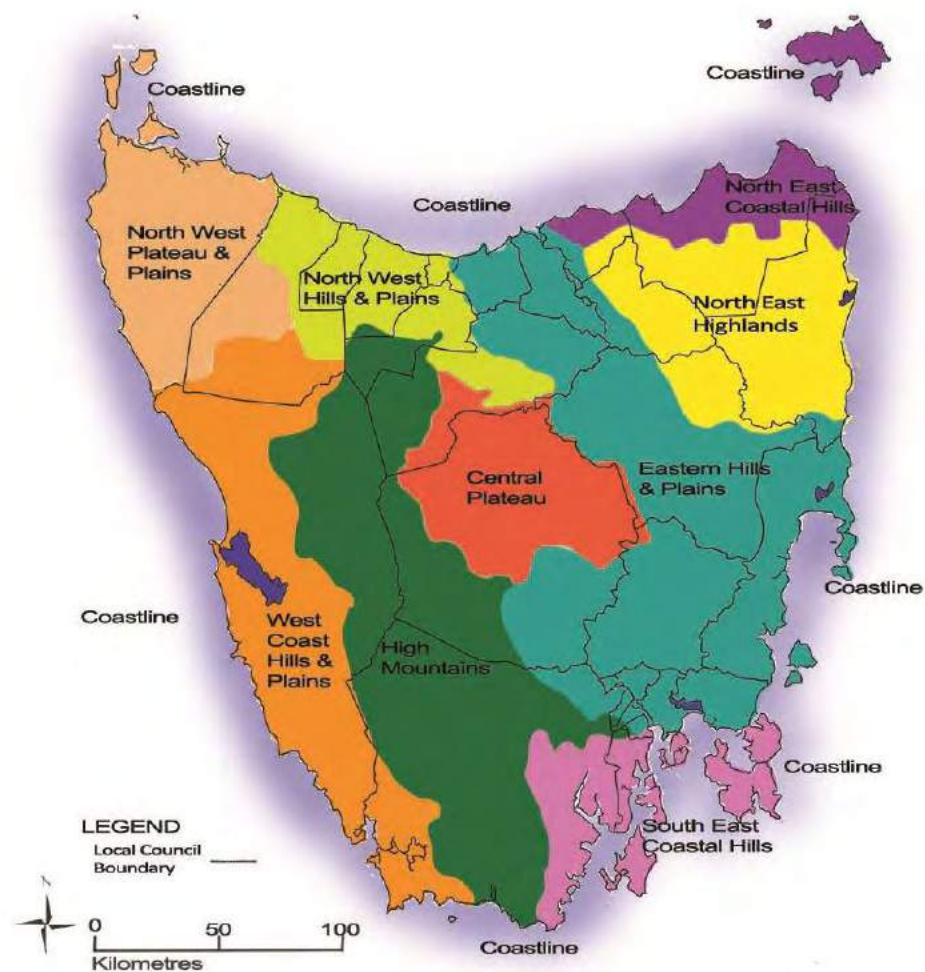 Coastline
Coastline
North East
Coastal Hills
Coastline
North West
Plateau &
Plains
North West
Hills & Plains
North East
Highlands
Central
Plateau
Eastern Hills
& Plains
Coastline
Coastline
West
Coast
Hills &
Plains
High
Mountains
Coastline
South East
Coastal Hills
LEGEND
Local Council
Boundary
N
0 50 100
Kilometres
Coastline